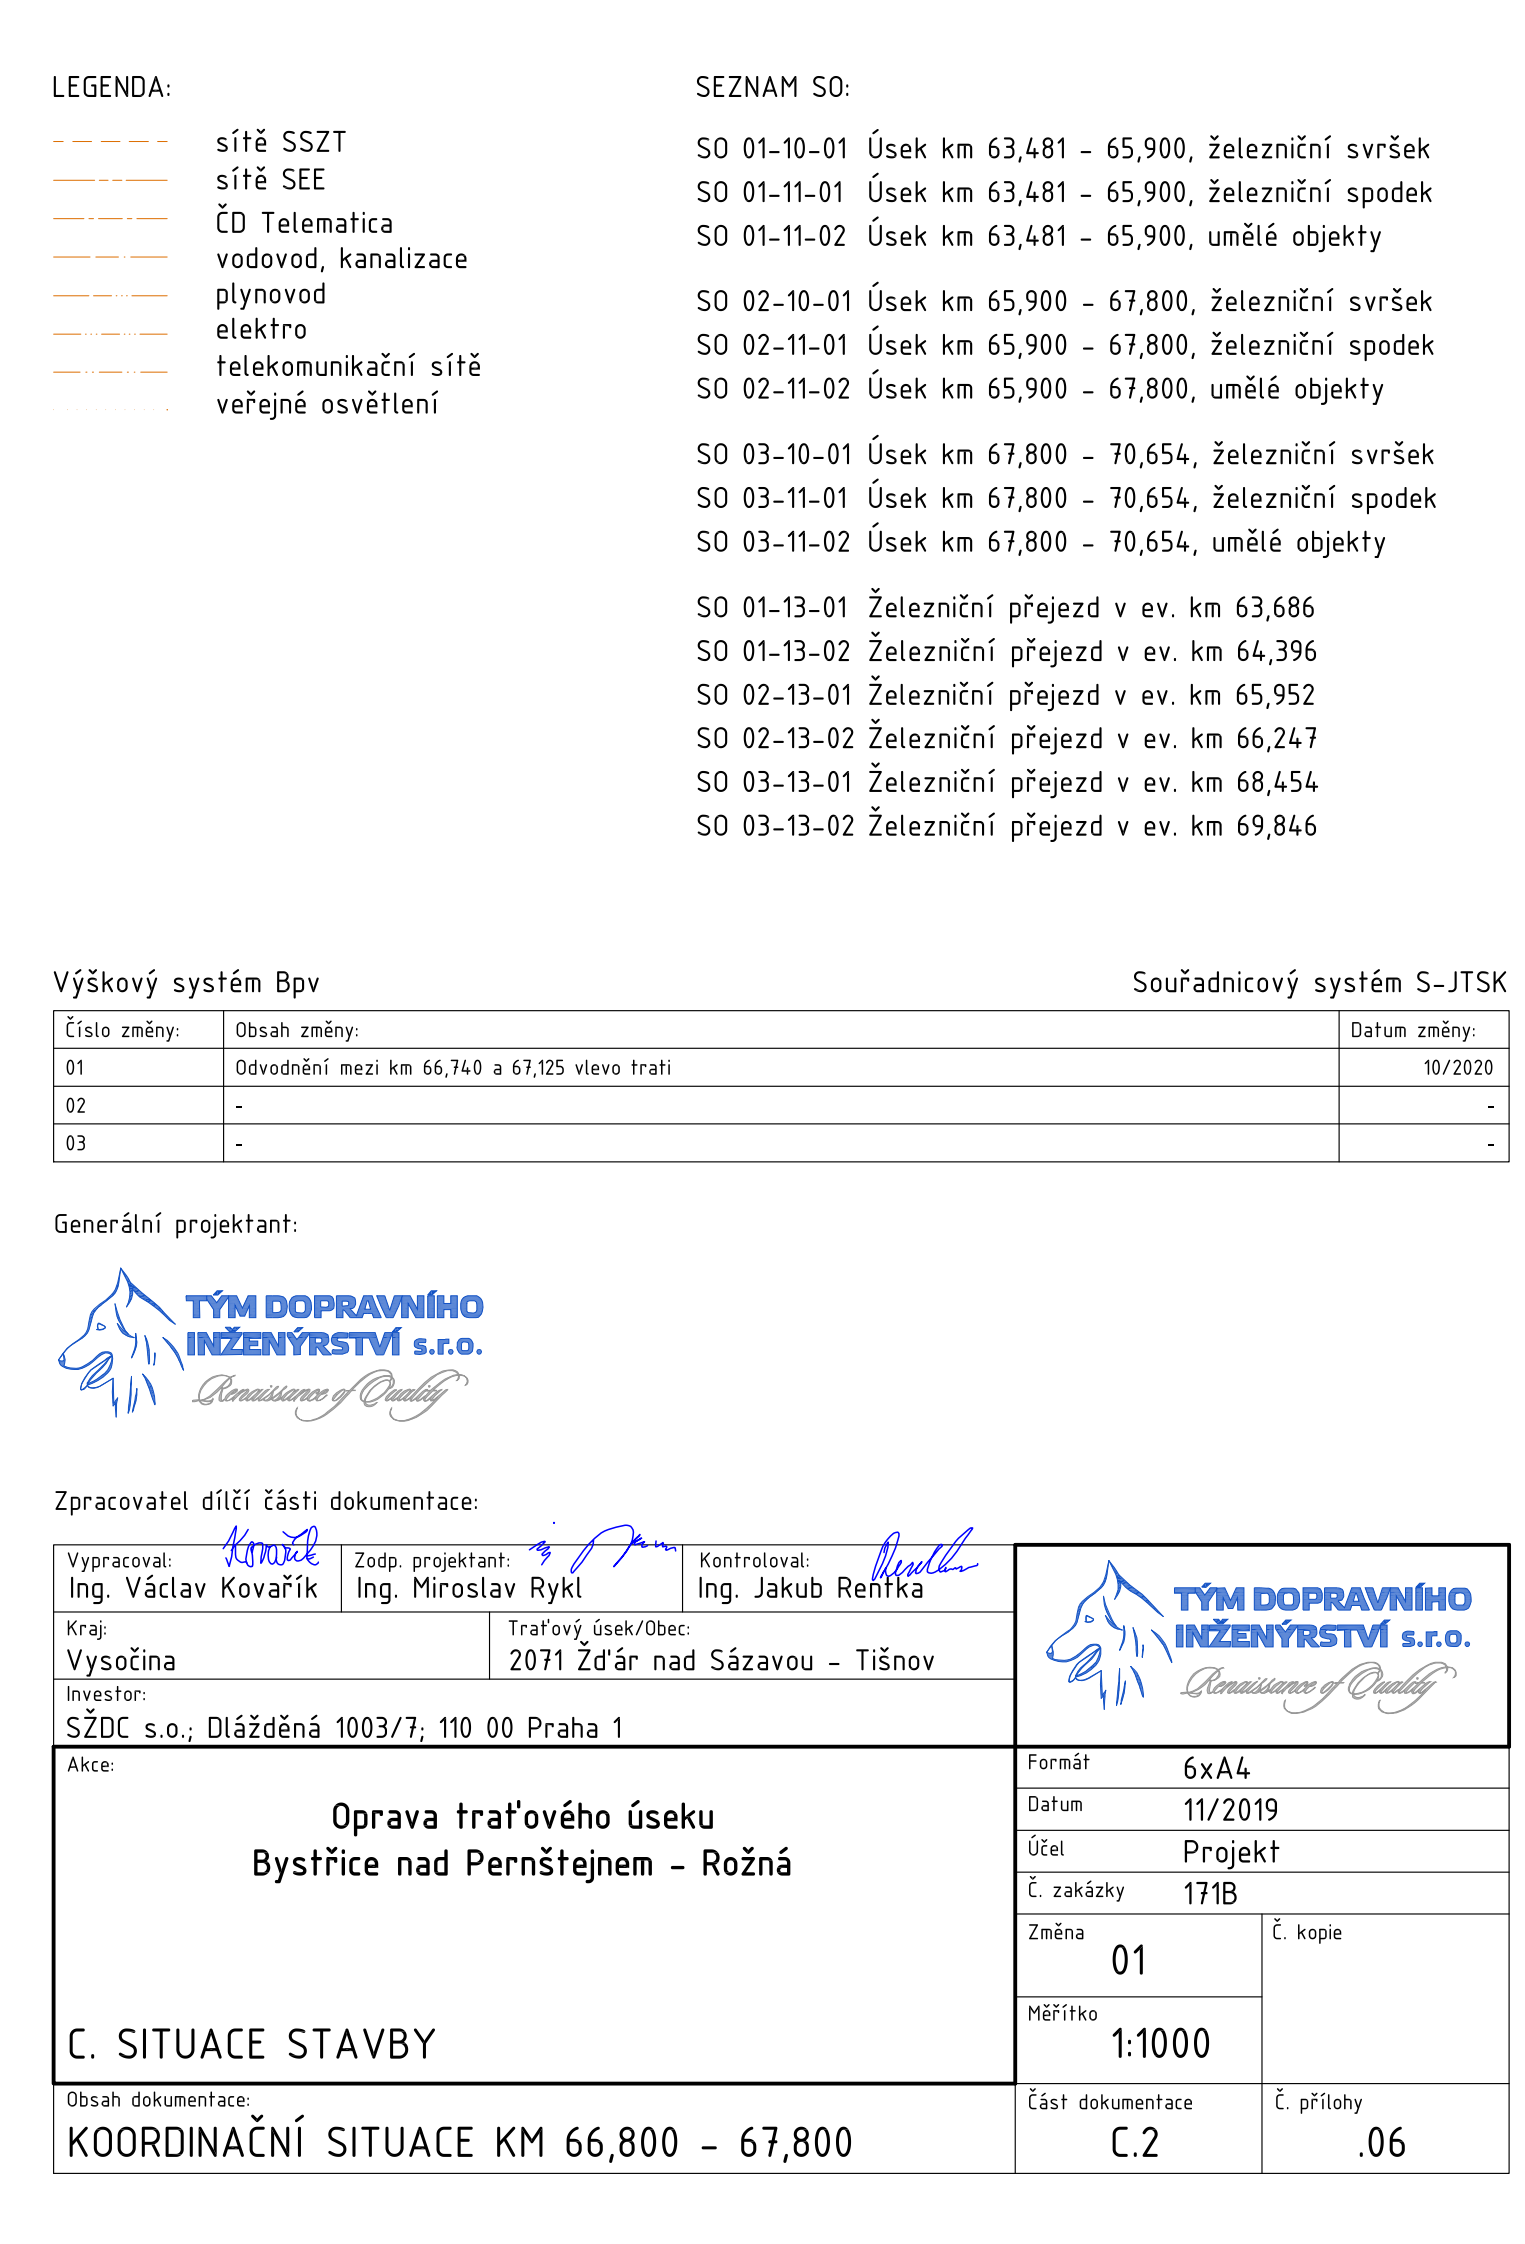 LEGENDA:
sítě SSZT
sítě SEE
ČD Telematica
vodovod, kanalizace
plynovod
elektro
telekomunikační sítě
veřejné osvětlení
SEZNAM SO:
SO 01-10-01 Úsek km 63,481 - 65,900, železniční svršek
SO 01-11-01 Úsek km 63,481 - 65,900, železniční spodek
SO 01-11-02 Úsek km 63,481 - 65,900, umělé objekty
SO 02-10-01 Úsek km 65,900 - 67,800, železniční svršek
SO 02-11-01 Úsek km 65,900 - 67,800, železniční spodek
SO 02-11-02 Úsek km 65,900 - 67,800, umělé objekty
SO 03-10-01 Úsek km 67,800 - 70,654, železniční svršek
SO 03-11-01 Úsek km 67,800 - 70,654, železniční spodek
SO 03-11-02 Úsek km 67,800 - 70,654, umělé objekty
SO 01-13-01 Železniční přejezd v ev. km 63,686
SO 01-13-02 Železniční přejezd v ev. km 64,396
SO 02-13-01 Železniční přejezd v ev. km 65,952
SO 02-13-02 Železniční přejezd v ev. km 66,247
SO 03-13-01 Železniční přejezd v ev. km 68,454
SO 03-13-02 Železniční přejezd v ev. km 69,846
Výškový systém Bpv
Souřadnicový systém S-JTSK
Číslo změny: Obsah změny: Datum změny:
01 Odvodnění mezi km 66,740 a 67,125 vlevo trati 10/2020
02 - -
03 - -
Generální projektant:
TÝM DOPRAVNÍHO
INŽENÝRSTVÍ s.r.o.
Renaissance of Quality
Zpracovatel dílčí části dokumentace:
Kovařík
Vypracoval: Zodp. projektant: Kontroloval:
Ing. Václav Kovařík Ing. Miroslav Rykl Ing. Jakub Rentka
Kraj: Traťový úsek/Obec:
Vysočina 2071 Žďár nad Sázavou - Tišnov
Investor:
SŽDC s.o.; Dlážděná 1003/7; 110 00 Praha 1
TÝM DOPRAVNÍHO
INŽENÝRSTVÍ s.r.o.
Renaissance of Quality
Akce:
Oprava traťového úseku
Bystřice nad Pernštejnem - Rožná
C. SITUACE STAVBY
Formát 6xA4
Datum 11/2019
Účel Projekt
Č. zakázky 171B
Změna Č. kopie
01
Měřítko
1:1000
Obsah dokumentace:
KOORDINAČNÍ SITUACE KM 66,800 - 67,800
Část dokumentace Č. přílohy
C.2 .06